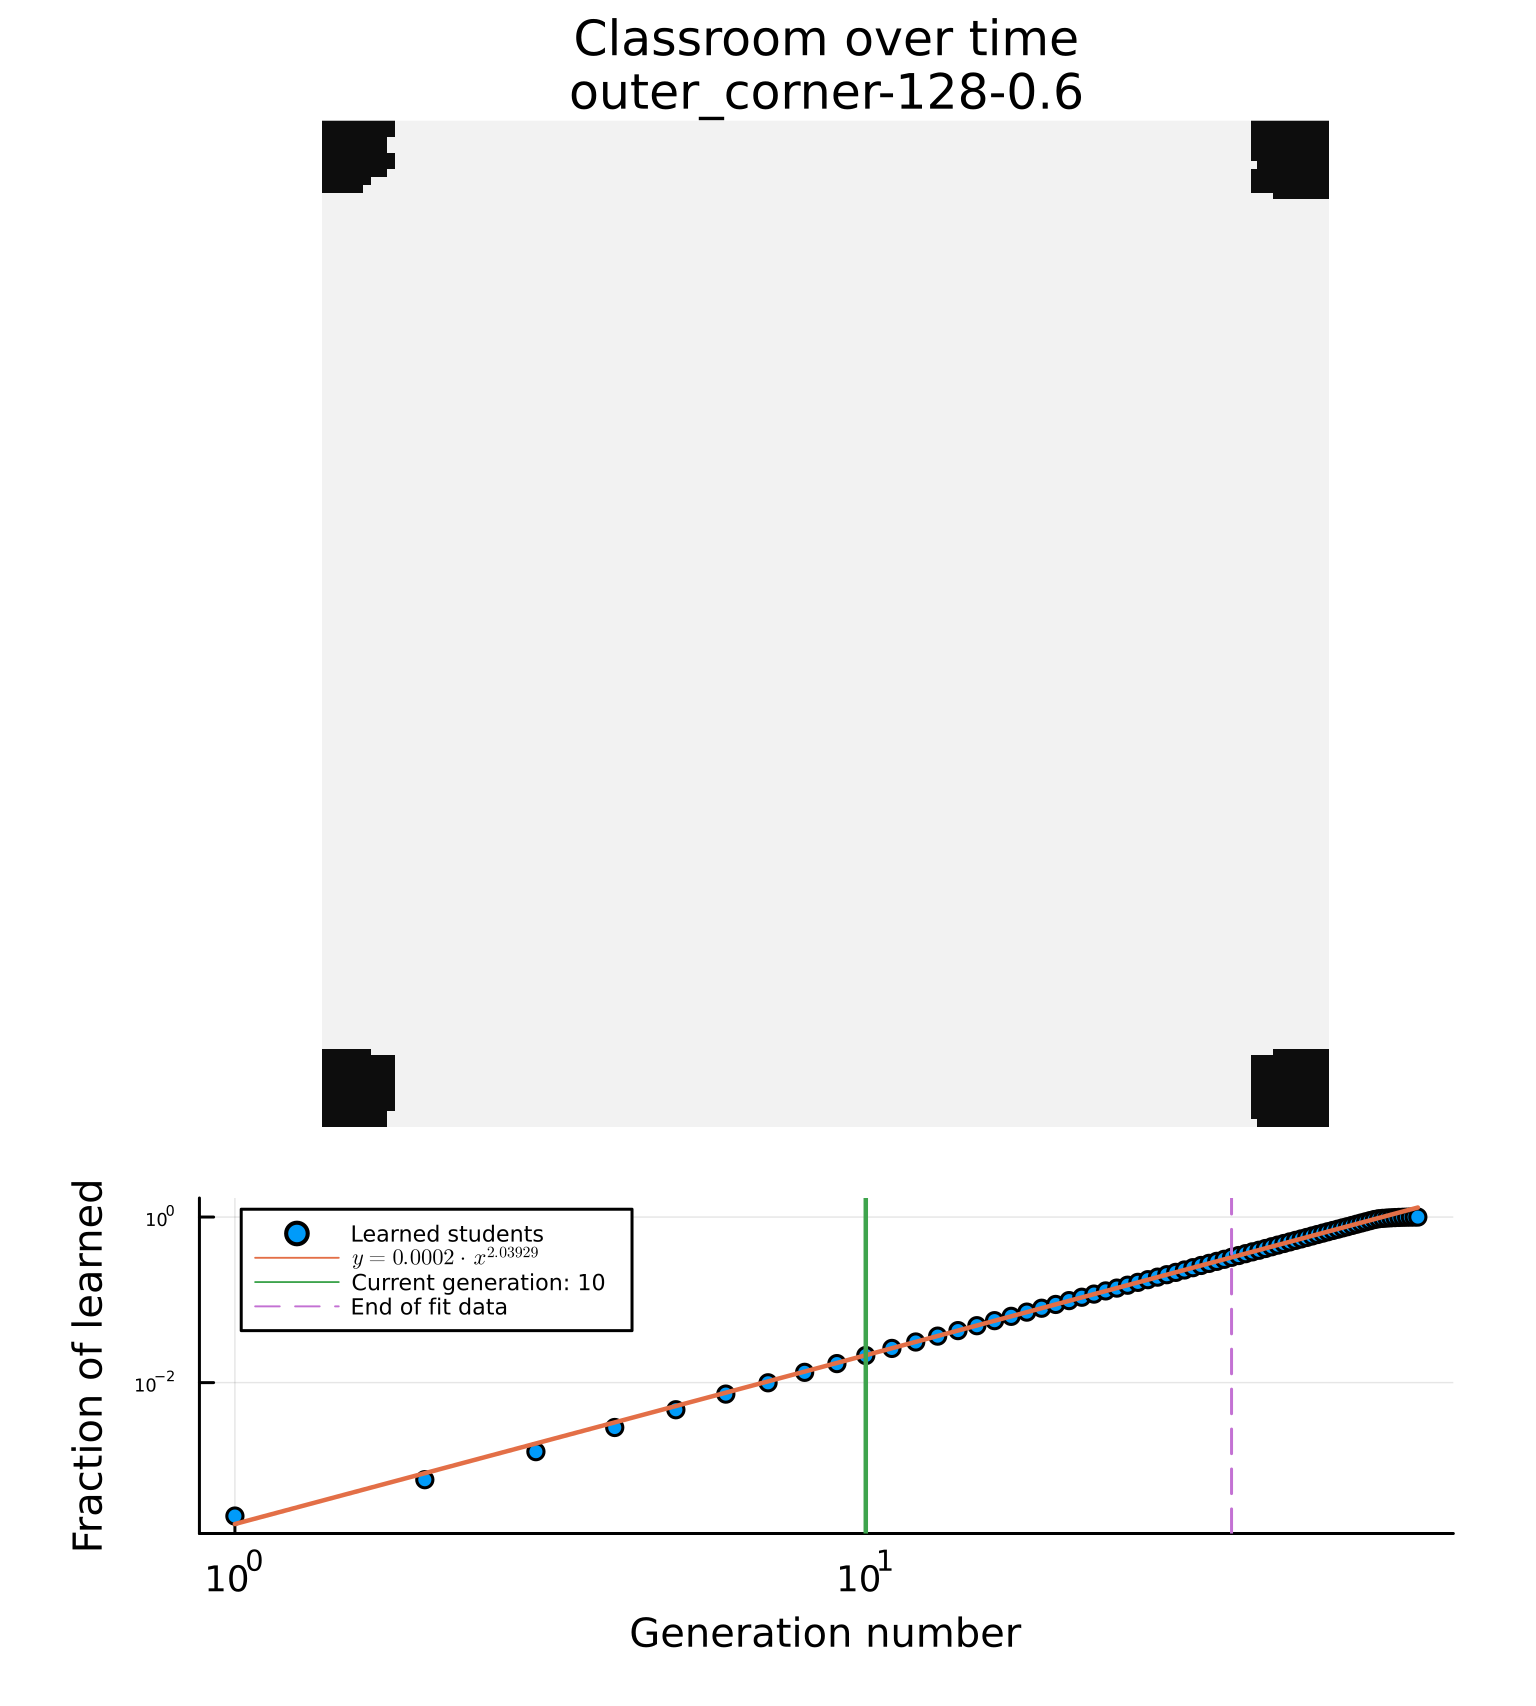 Classroom over time
outer_corner-128-0.6
Fraction of learned
10^0
10^-2
Learned students
y = 0.0002 · x^2.03929
Current generation: 10
End of fit data
10^0
10^1
Generation number